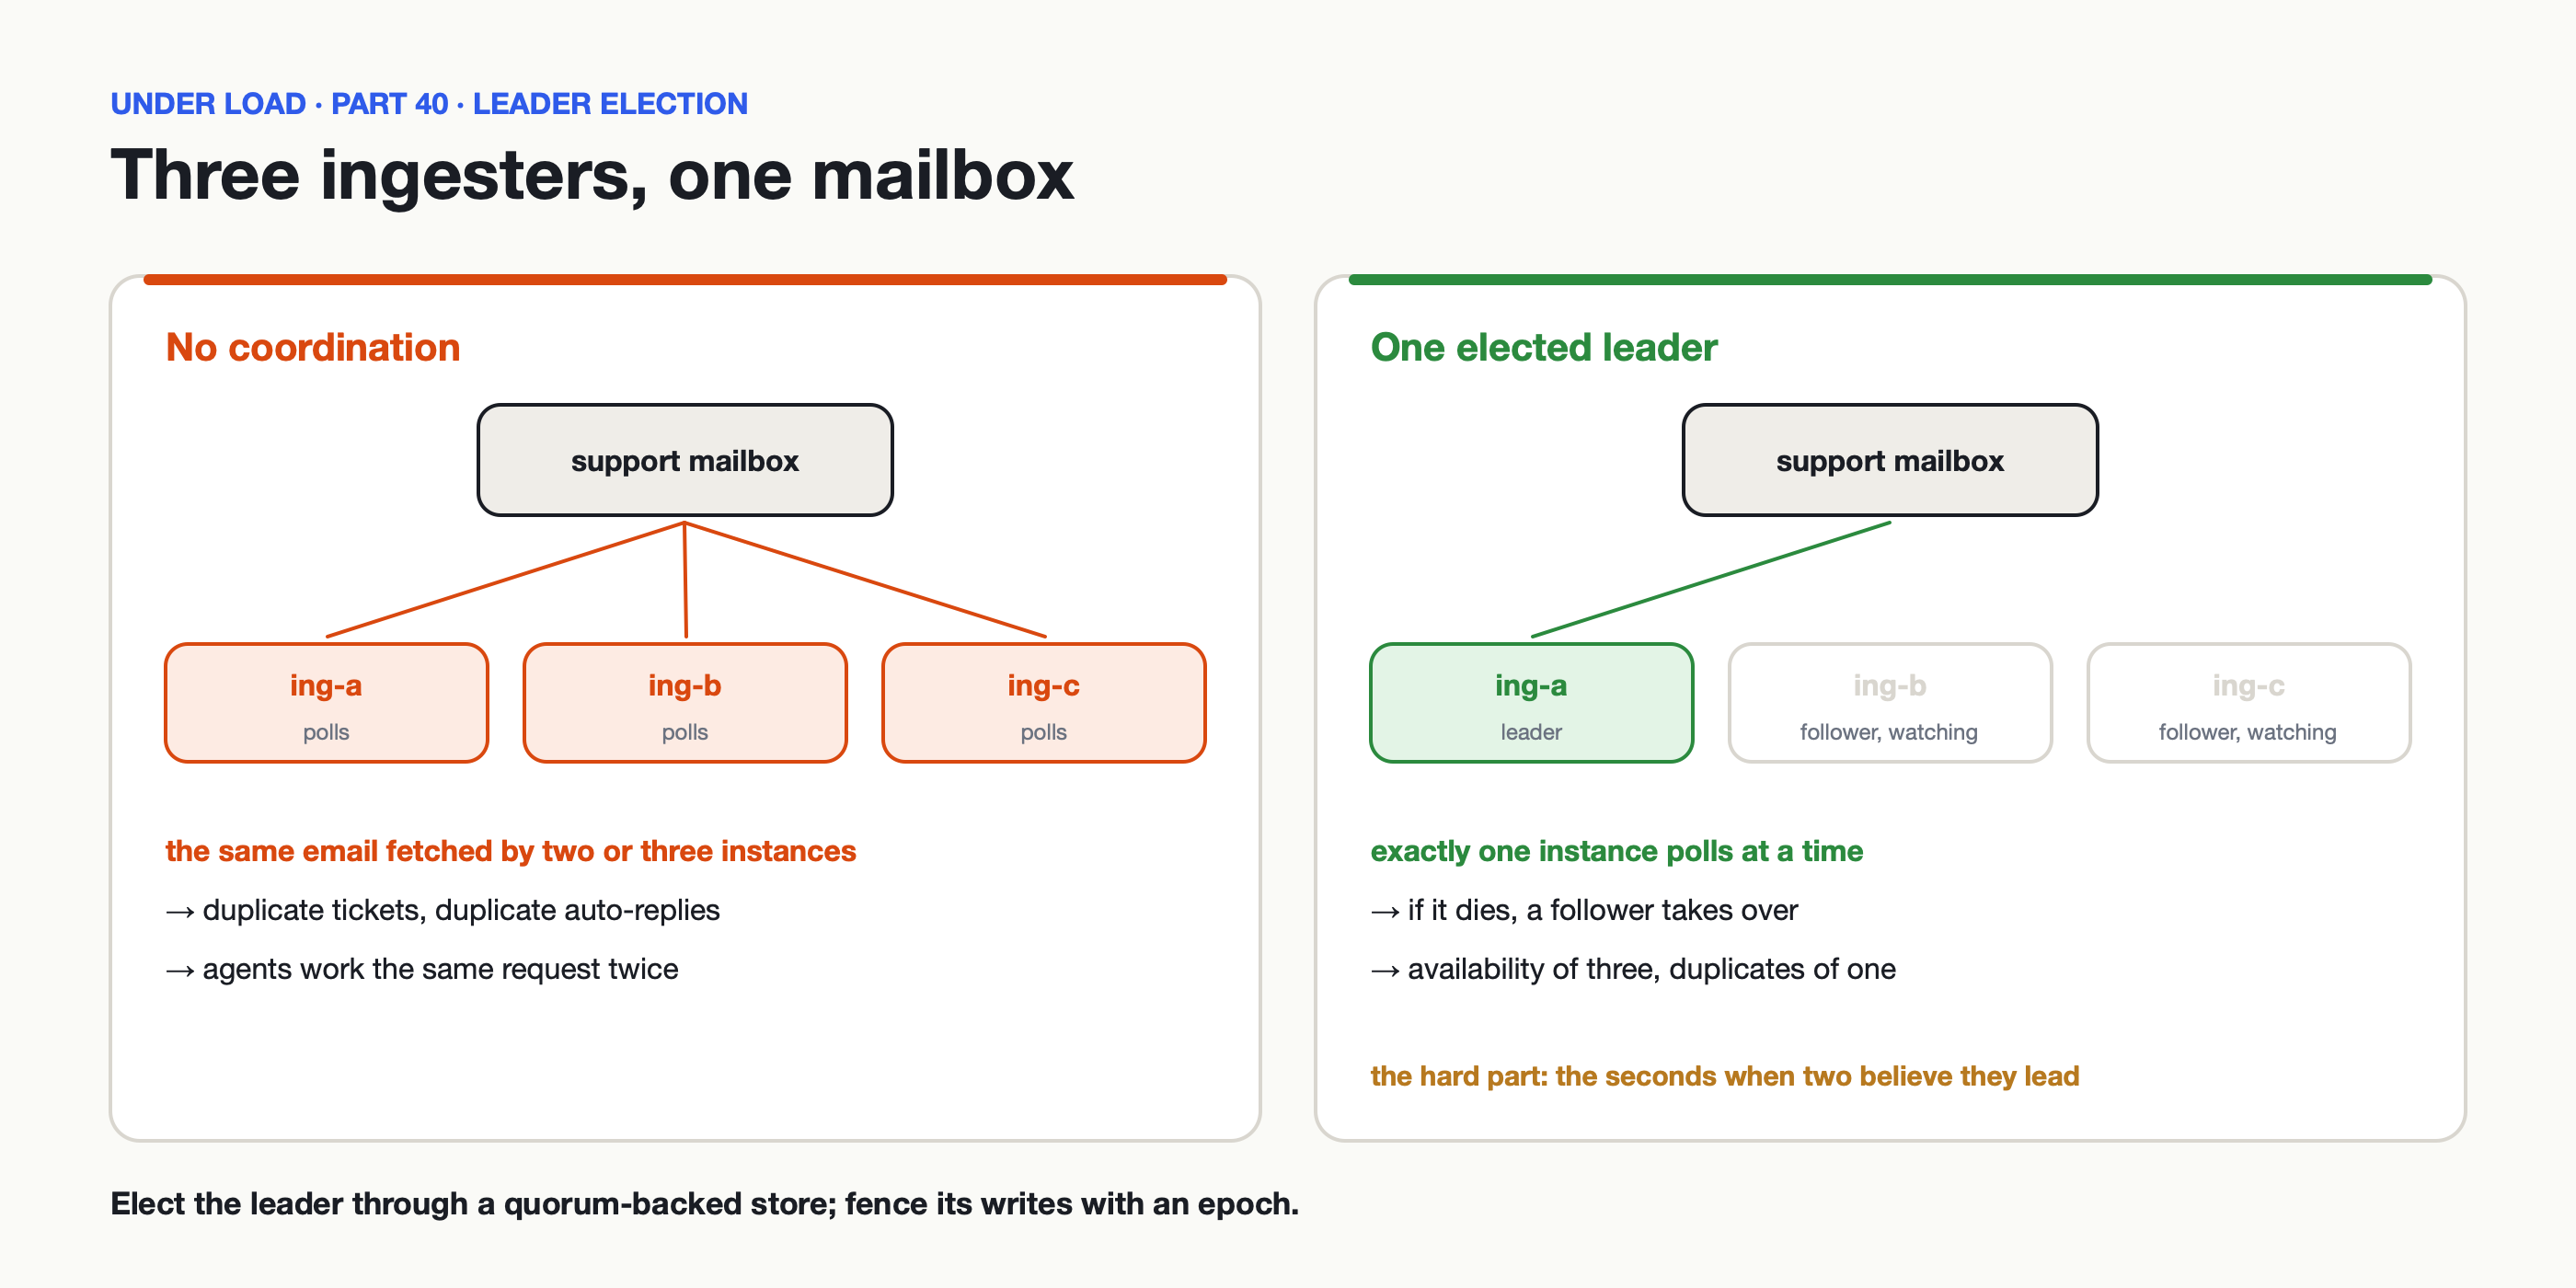 UNDER LOAD · PART 40 · LEADER ELECTION
Three ingesters, one mailbox
No coordination
support mailbox
ing-a
polls
ing-b
polls
ing-c
polls
the same email fetched by two or three instances
→ duplicate tickets, duplicate auto-replies
→ agents work the same request twice
One elected leader
support mailbox
ing-a
leader
ing-b
follower, watching
ing-c
follower, watching
exactly one instance polls at a time
→ if it dies, a follower takes over
→ availability of three, duplicates of one
the hard part: the seconds when two believe they lead
Elect the leader through a quorum-backed store; fence its writes with an epoch.